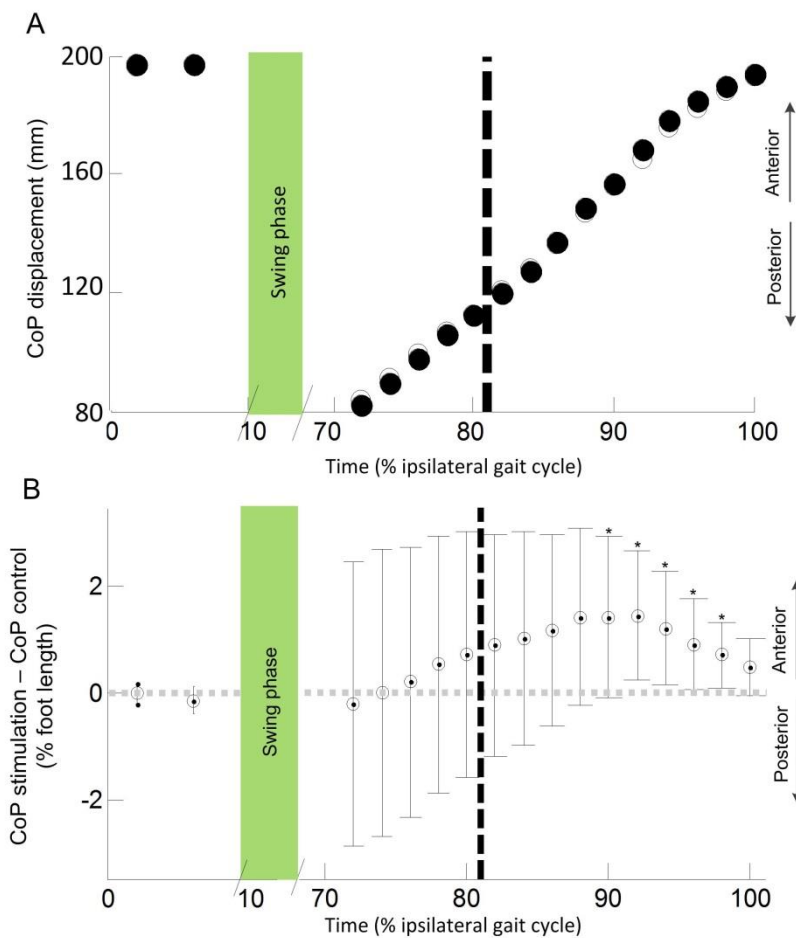 A
200
160
120
80
CoP displacement (mm)
Swing phase
Anterior
Posterior
0 10 70 80 90 100
Time (% ipsilateral gait cycle)
B
2
0
-2
CoP stimulation – CoP control
(% foot length)
Swing phase
* * * * *
Anterior
Posterior
0 10 70 80 90 100
Time (% ipsilateral gait cycle)